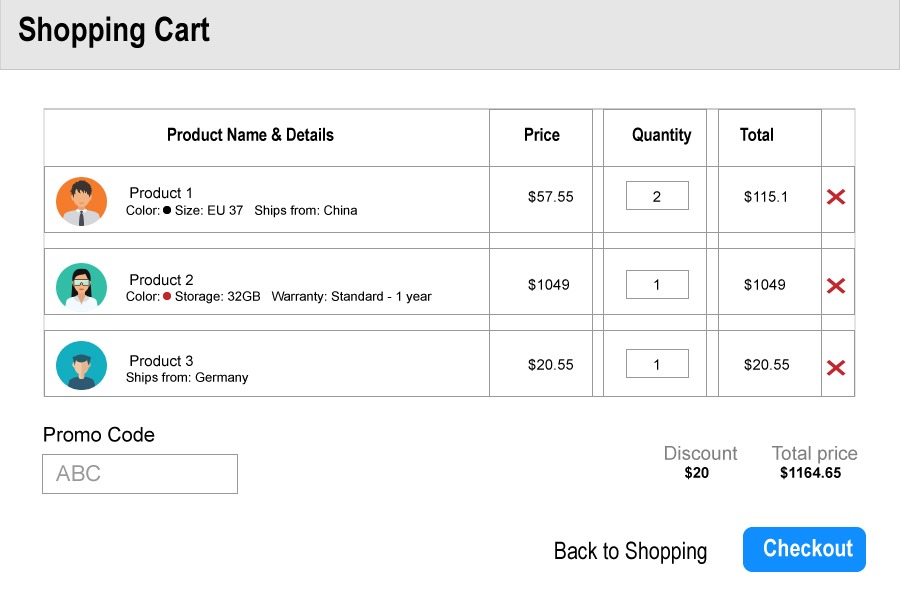 Shopping Cart
Product Name & Details Price Quantity Total
Product 1
Color: Size: EU 37 Ships from: China
$57.55 2 $115.1
Product 2
Color: Storage: 32GB Warranty: Standard - 1 year
$1049 1 $1049
Product 3
Ships from: Germany
$20.55 1 $20.55
Promo Code
ABC
Discount Total price
$20 $1164.65
Back to Shopping Checkout